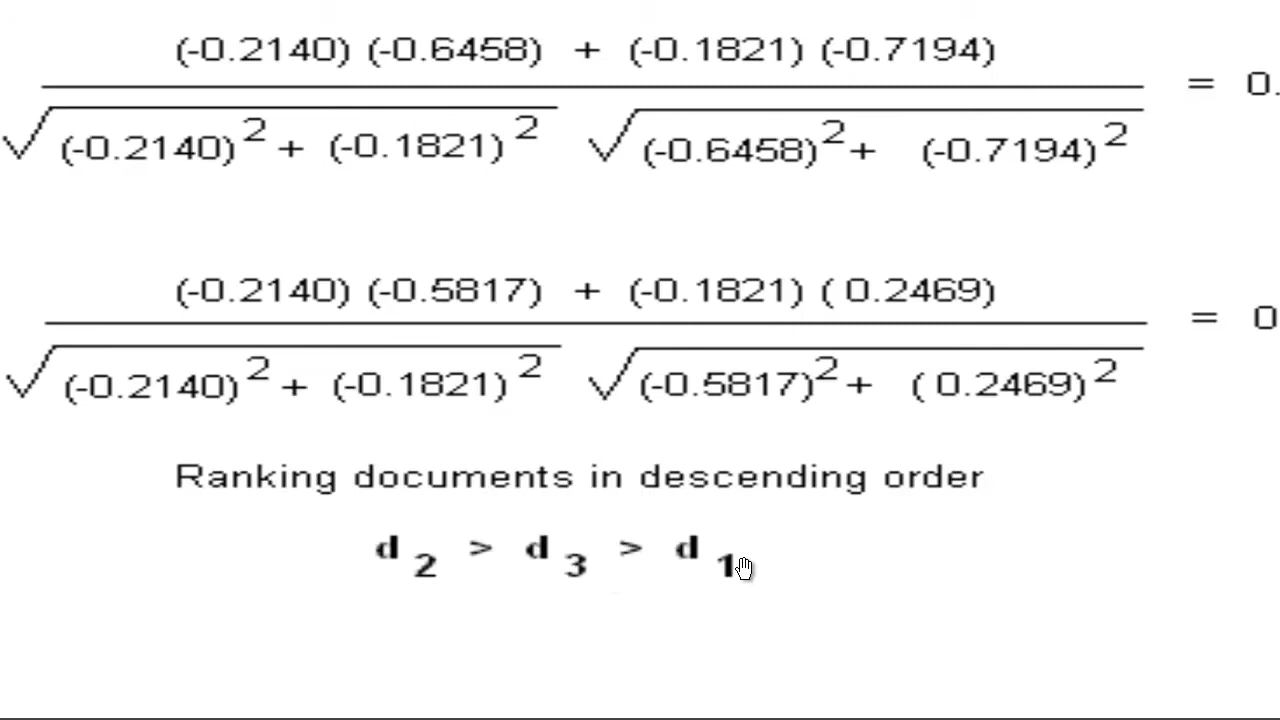 (-0.2140) (-0.6458) + (-0.1821) (-0.7194)
= 0.
√(-0.2140)² + (-0.1821)² √(-0.6458)² + (-0.7194)²
(-0.2140) (-0.5817) + (-0.1821) ( 0.2469)
= 0
√(-0.2140)² + (-0.1821)² √(-0.5817)² + ( 0.2469)²
Ranking documents in descending order
d₂ > d₃ > d₁